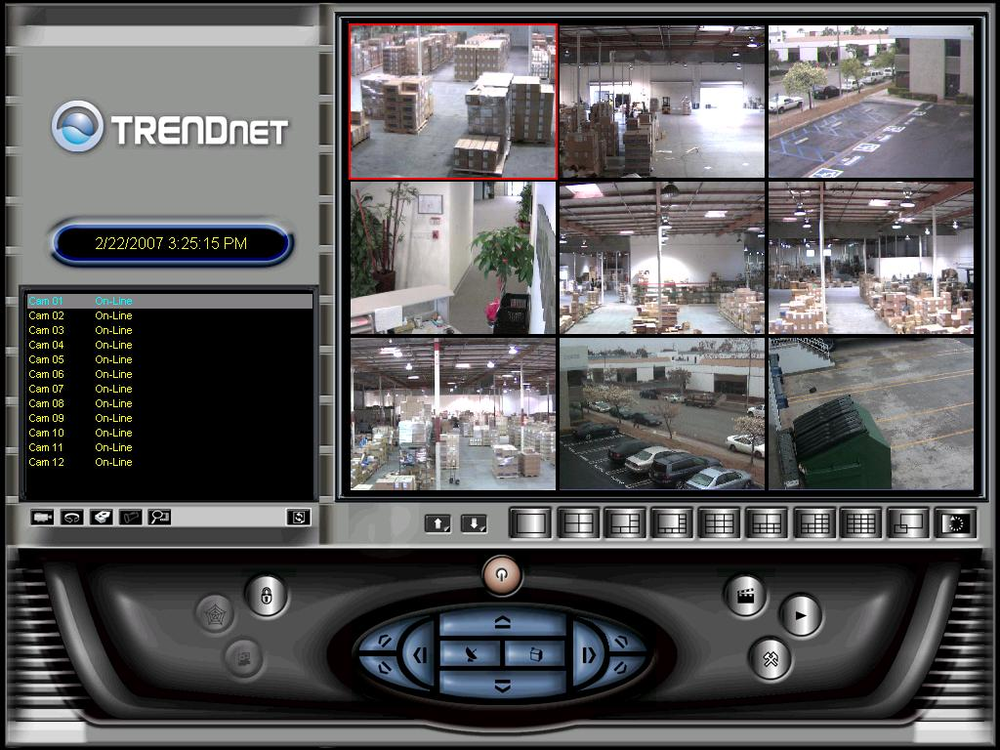 TRENDNET
2/22/2007 3:25:15 PM
Cam 01 On-Line
Cam 02 On-Line
Cam 03 On-Line
Cam 04 On-Line
Cam 05 On-Line
Cam 06 On-Line
Cam 07 On-Line
Cam 08 On-Line
Cam 09 On-Line
Cam 10 On-Line
Cam 11 On-Line
Cam 12 On-Line